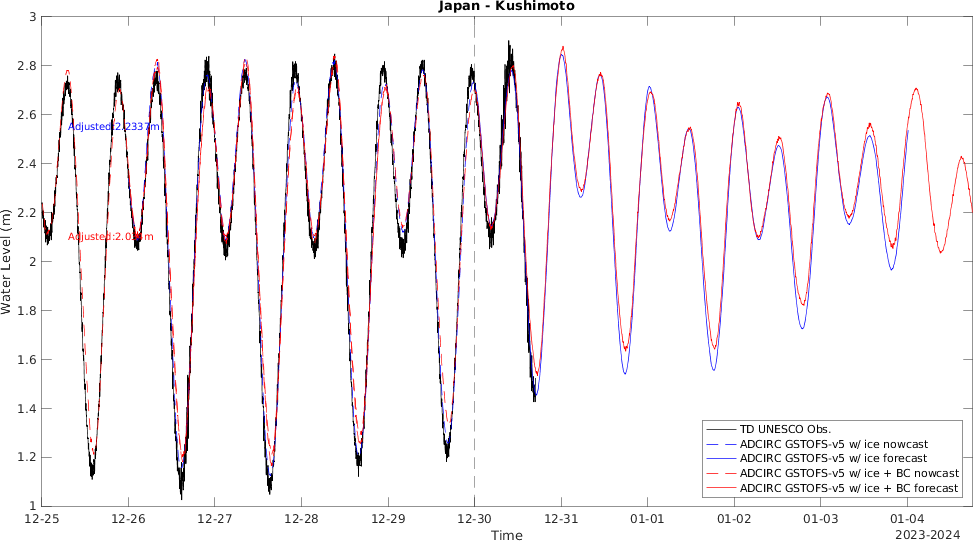 Japan - Kushimoto
3
2.8
2.6
2.4
2.2
2
1.8
1.6
1.4
1.2
1
Water Level (m)
Adjusted:2.2337m
12-25
12-26
12-27
12-28
12-29
12-30
12-31
01-01
01-02
01-03
01-04
Time
2023-2024
TD UNESCO Obs.
ADCIRC GSTOFS-v5 w/ ice nowcast
ADCIRC GSTOFS-v5 w/ ice forecast
ADCIRC GSTOFS-v5 w/ ice + BC nowcast
ADCIRC GSTOFS-v5 w/ ice + BC forecast